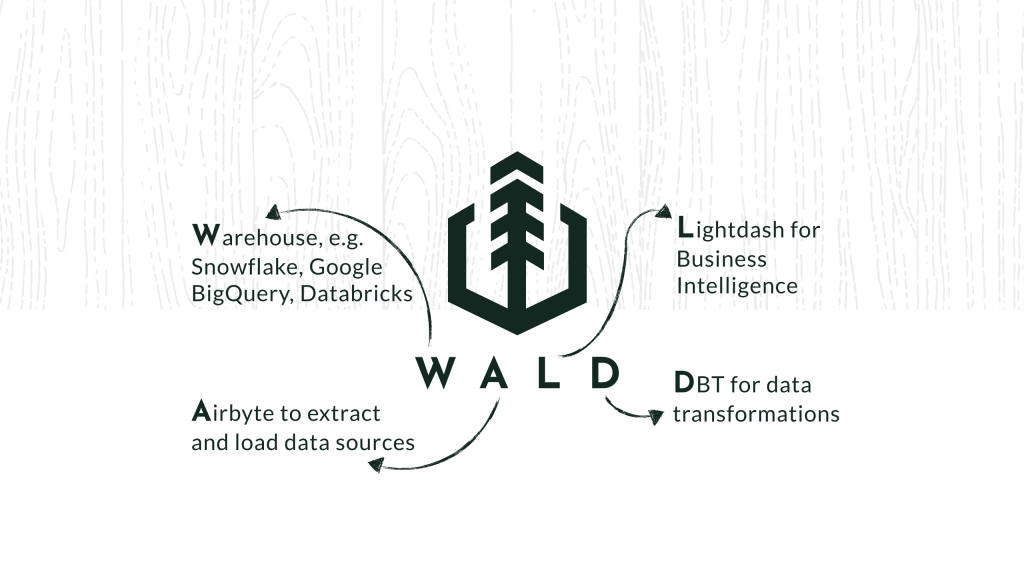 Warehouse, e.g.
Snowflake, Google
BigQuery, Databricks
Lightdash for
Business
Intelligence
WALD
Airbyte to extract
and load data sources
DBT for data
transformations